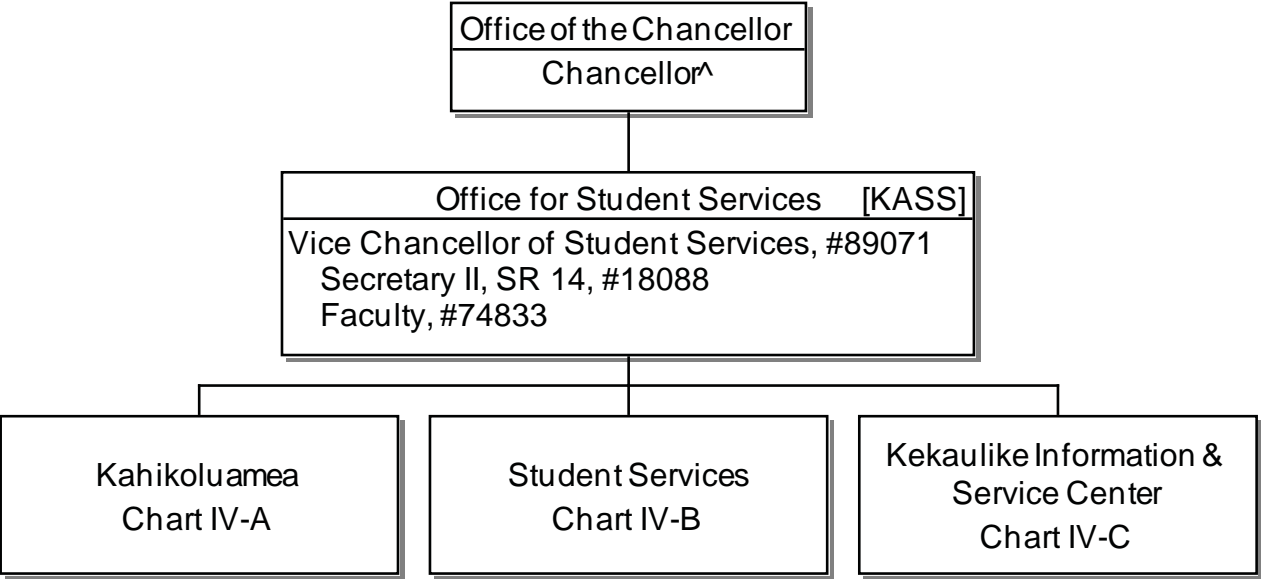 Office of the Chancellor
Chancellor^
Office for Student Services [KASS]
Vice Chancellor of Student Services, #89071
Secretary II, SR 14, #18088
Faculty, #74833
Kahikoluamea
Chart IV-A
Student Services
Chart IV-B
Kekaulike Information &
Service Center
Chart IV-C